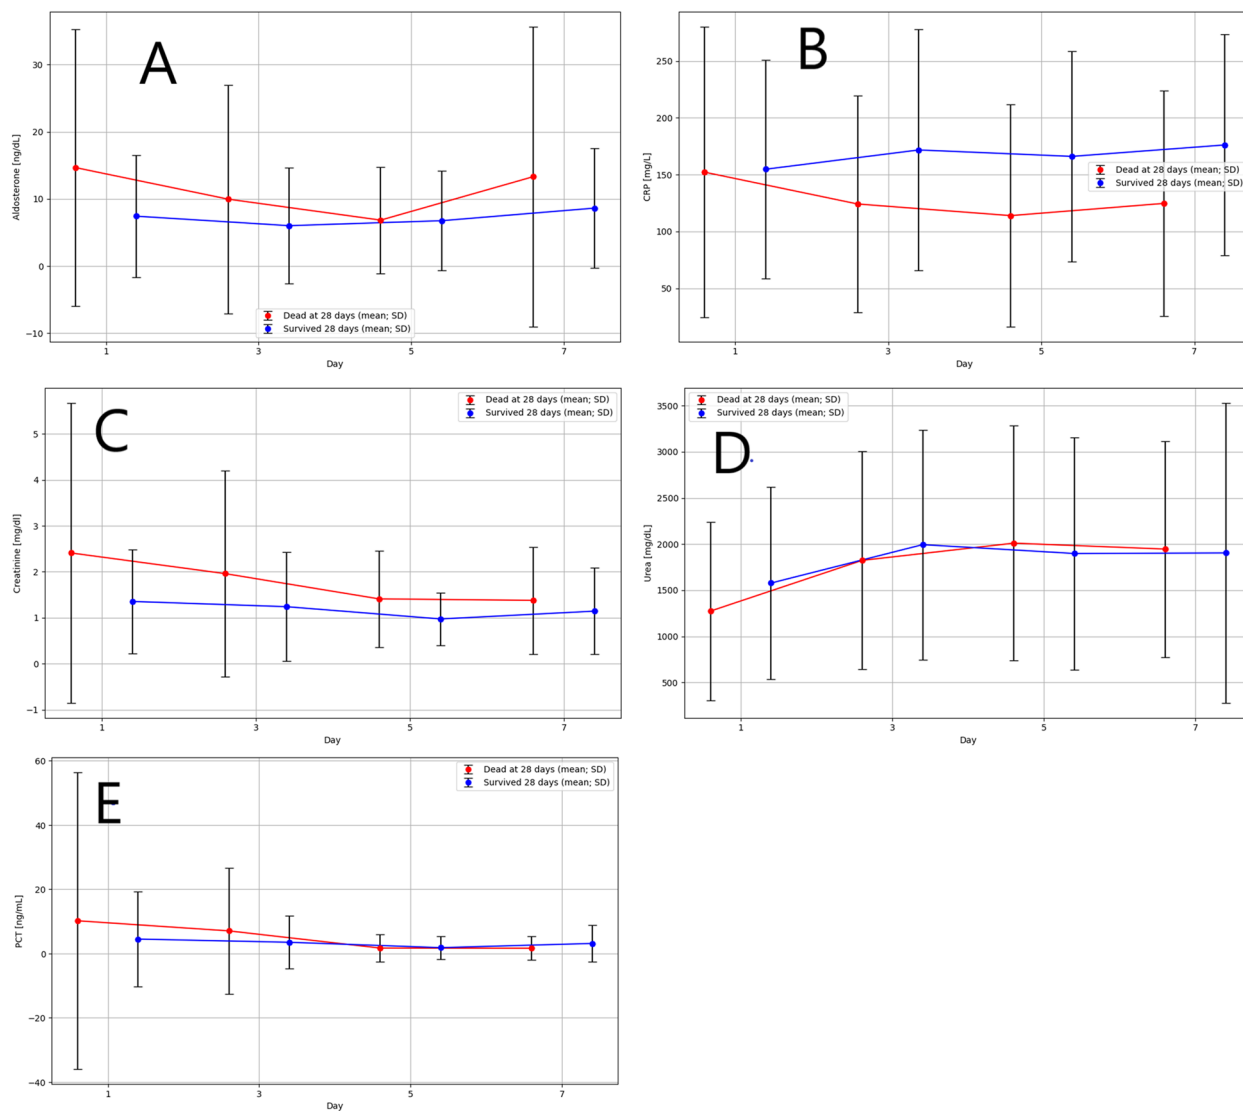 A
Aldosterone [ng/dL]
30
20
10
0
−10
Dead at 28 days (mean; SD)
Survived 28 days (mean; SD)
1 3 5 7
Day
B
CRP [mg/L]
250
200
150
100
50
Dead at 28 days (mean; SD)
Survived 28 days (mean; SD)
1 3 5 7
Day
C
Creatinine [mg/dl]
5
4
3
2
1
0
−1
Dead at 28 days (mean; SD)
Survived 28 days (mean; SD)
1 3 5 7
Day
D
Urea [mg/dL]
3500
3000
2500
2000
1500
1000
500
Dead at 28 days (mean; SD)
Survived 28 days (mean; SD)
1 3 5 7
Day
E
PCT [ng/mL]
60
40
20
0
−20
−40
Dead at 28 days (mean; SD)
Survived 28 days (mean; SD)
1 3 5 7
Day